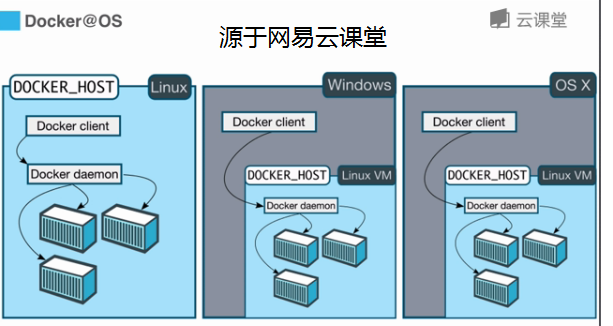 Docker@OS
云课堂
源于网易云课堂
DOCKER_HOST
Linux
Docker client
Docker daemon
Windows
Docker client
DOCKER_HOST
Linux VM
Docker daemon
OS X
Docker client
DOCKER_HOST
Linux VM
Docker daemon